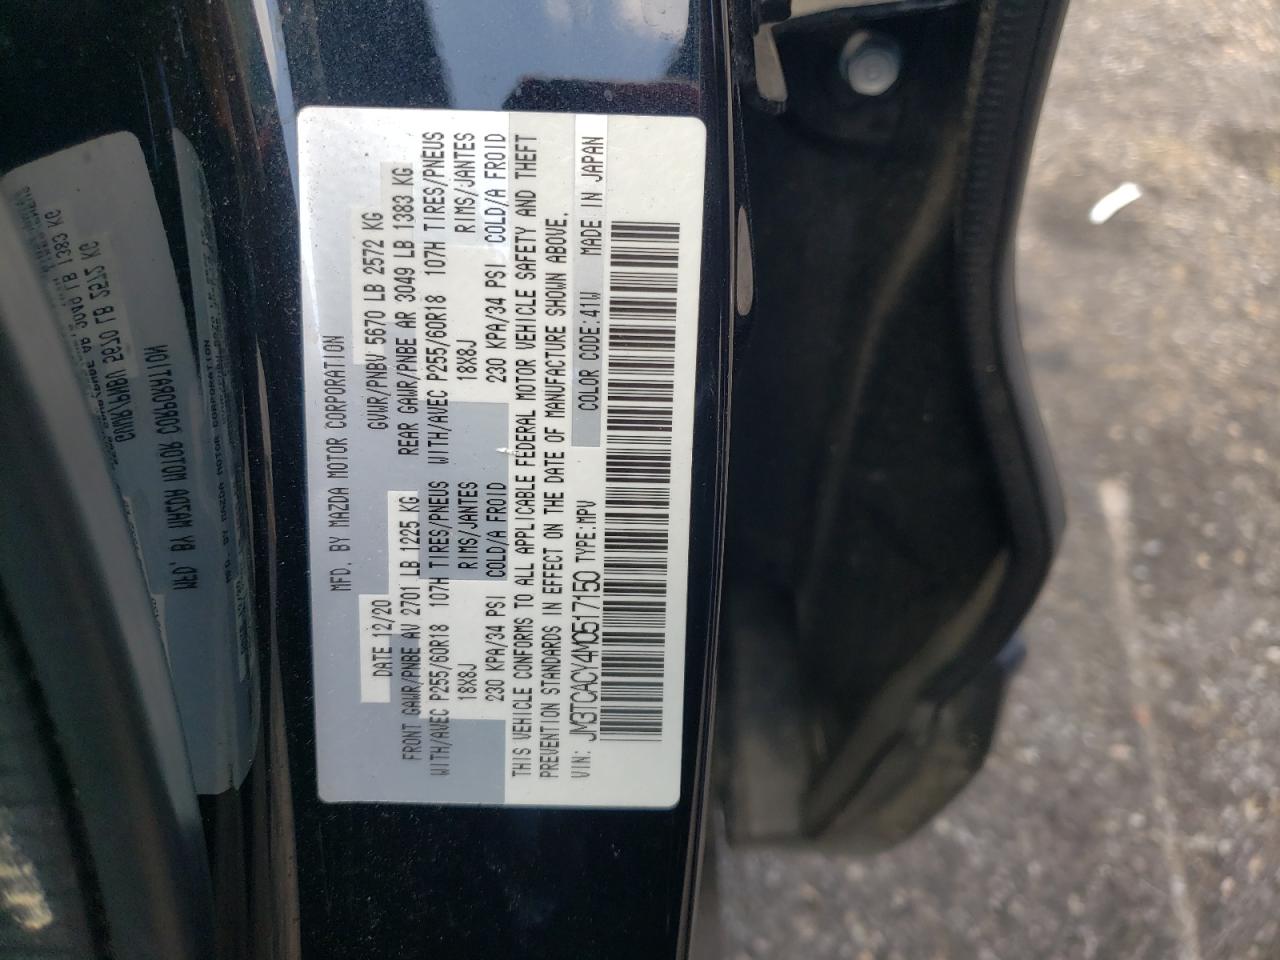 MFD. BY MAZDA MOTOR CORPORATION
DATE 12/20 GVWR/PNBV 5670 LB 2572 KG
FRONT GAWR/PNBE AV 2701 LB 1225 KG REAR GAWR/PNBE AR 3049 LB 1383 KG
WITH/AVEC P255/60R18 107H TIRES/PNEUS WITH/AVEC P255/60R18 107H TIRES/PNEUS
18X8J RIMS/JANTES 18X8J RIMS/JANTES
230 KPA/34 PSI COLD/A FROID 230 KPA/34 PSI COLD/A FROID
THIS VEHICLE CONFORMS TO ALL APPLICABLE FEDERAL MOTOR VEHICLE SAFETY AND THEFT
PREVENTION STANDARDS IN EFFECT ON THE DATE OF MANUFACTURE SHOWN ABOVE.
VIN: JM3TCACY4M0517150 TYPE:MPV COLOR CODE:41W MADE IN JAPAN